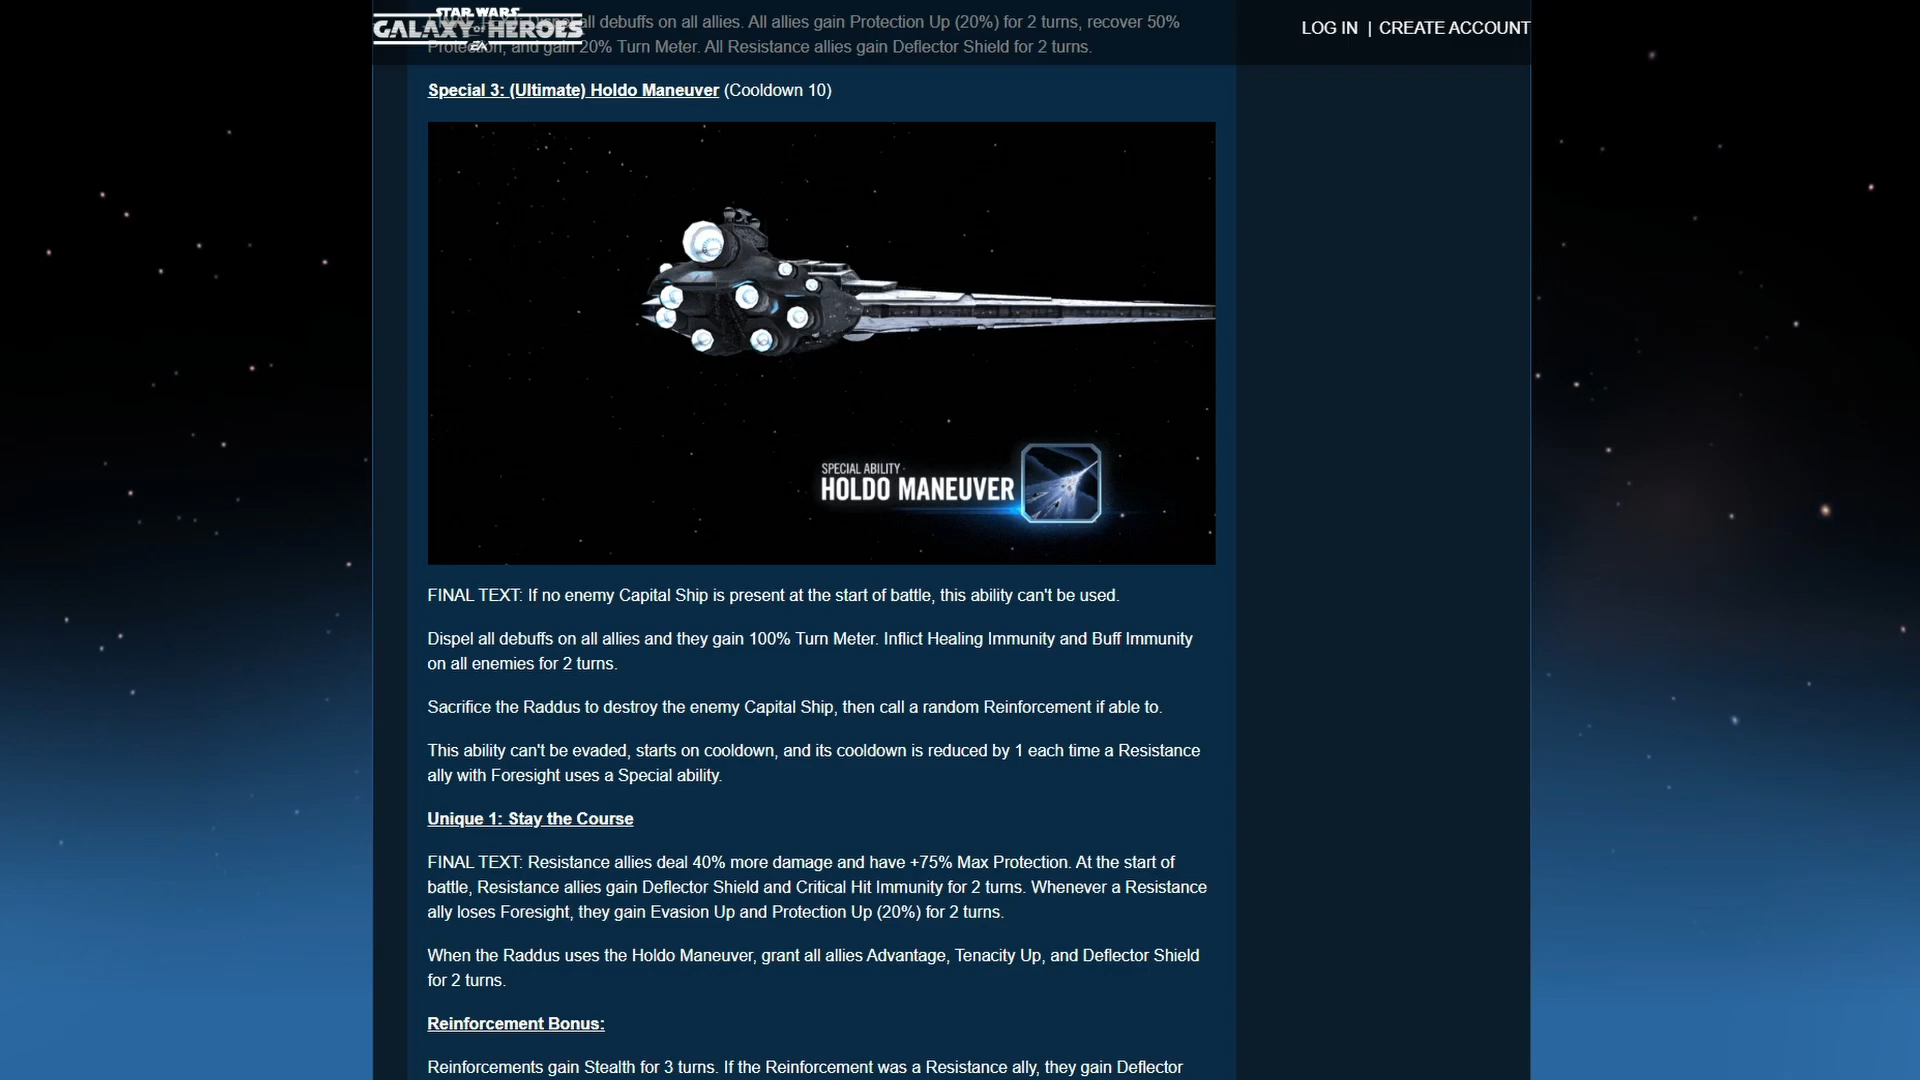 STAR WARS
GALAXY OF HEROES
EA
LOG IN | CREATE ACCOUNT
FINAL TEXT: Dispel all debuffs on all allies. All allies gain Protection Up (20%) for 2 turns, recover 50%
Protection, and gain 20% Turn Meter. All Resistance allies gain Deflector Shield for 2 turns.
Special 3: (Ultimate) Holdo Maneuver (Cooldown 10)
SPECIAL ABILITY
HOLDO MANEUVER
FINAL TEXT: If no enemy Capital Ship is present at the start of battle, this ability can't be used.
Dispel all debuffs on all allies and they gain 100% Turn Meter. Inflict Healing Immunity and Buff Immunity
on all enemies for 2 turns.
Sacrifice the Raddus to destroy the enemy Capital Ship, then call a random Reinforcement if able to.
This ability can't be evaded, starts on cooldown, and its cooldown is reduced by 1 each time a Resistance
ally with Foresight uses a Special ability.
Unique 1: Stay the Course
FINAL TEXT: Resistance allies deal 40% more damage and have +75% Max Protection. At the start of
battle, Resistance allies gain Deflector Shield and Critical Hit Immunity for 2 turns. Whenever a Resistance
ally loses Foresight, they gain Evasion Up and Protection Up (20%) for 2 turns.
When the Raddus uses the Holdo Maneuver, grant all allies Advantage, Tenacity Up, and Deflector Shield
for 2 turns.
Reinforcement Bonus:
Reinforcements gain Stealth for 3 turns. If the Reinforcement was a Resistance ally, they gain Deflector